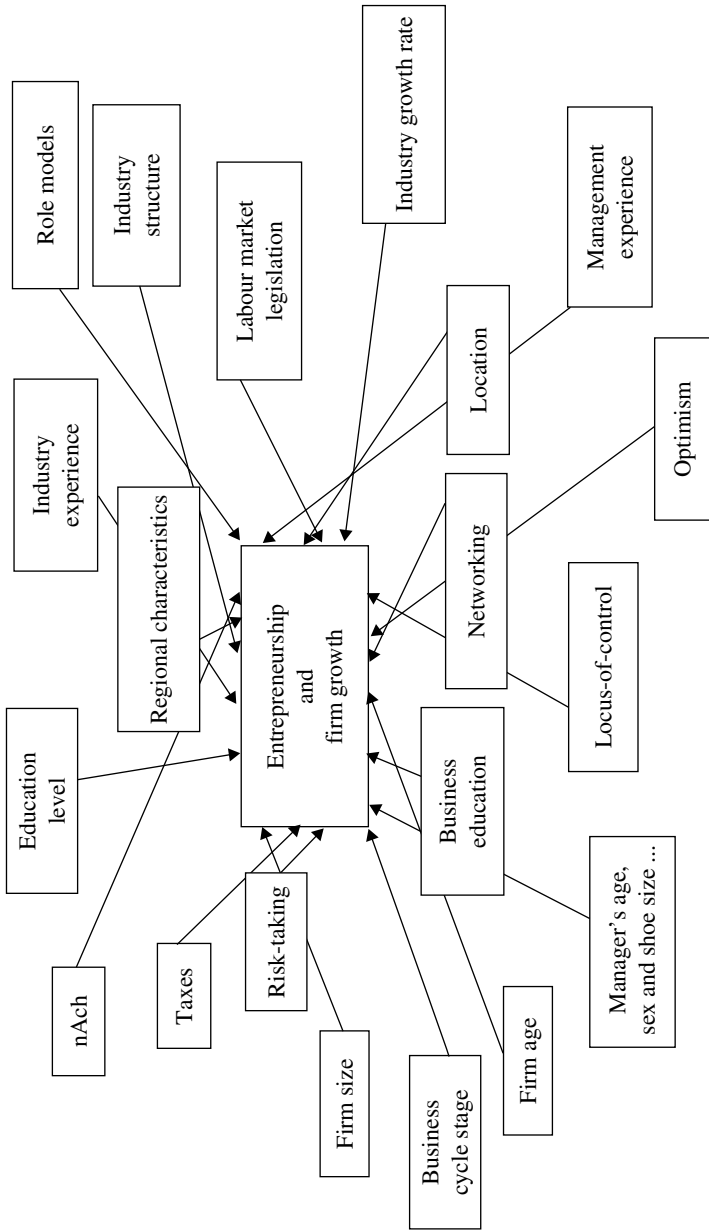 nAch
Education
level
Industry
experience
Role models
Industry
structure
Regional characteristics
Taxes
Labour market
legislation
Risk-taking
Entrepreneurship
and
firm growth
Firm size
Industry growth rate
Business
cycle stage
Business
education
Networking
Location
Firm age
Manager’s age,
sex and shoe size ...
Locus-of-control
Management
experience
Optimism